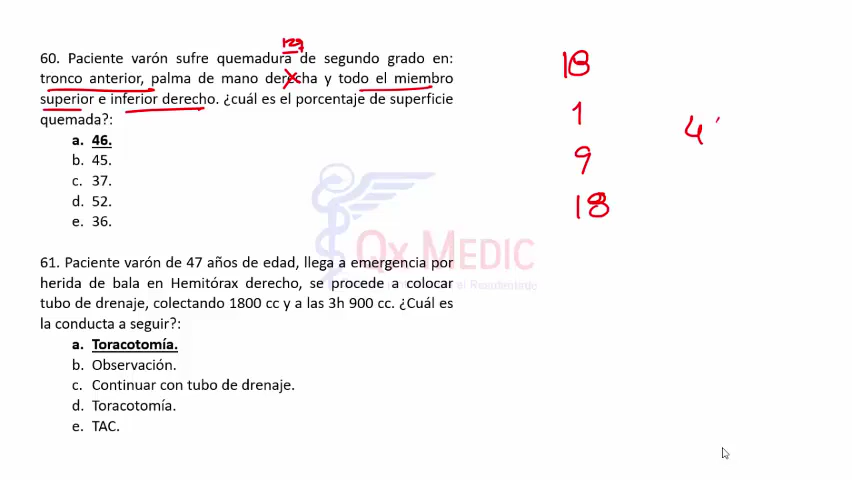 60. Paciente varón sufre quemadura de segundo grado en:
tronco anterior, palma de mano derecha y todo el miembro
superior e inferior derecho. ¿cuál es el porcentaje de superficie
quemada?:
a. 46.
b. 45.
c. 37.
d. 52.
e. 36.
61. Paciente varón de 47 años de edad, llega a emergencia por
herida de bala en Hemitórax derecho, se procede a colocar
tubo de drenaje, colectando 1800 cc y a las 3h 900 cc. ¿Cuál es
la conducta a seguir?:
a. Toracotomía.
b. Observación.
c. Continuar con tubo de drenaje.
d. Toracotomía.
e. TAC.
18
1
9
18
4
Qx MEDIC